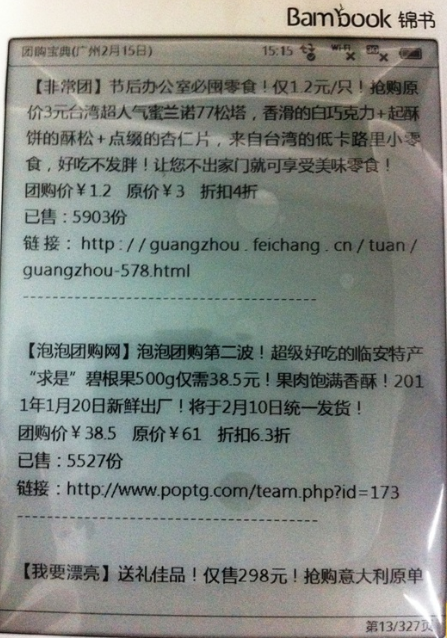 Bambook 锦书
团购宝典(广州2月15日) 15:15 Wi-Fi
【非常团】节后办公室必囤零食！仅1.2元/只！抢购原
价3元台湾超人气蜜兰诺77松塔，香滑的白巧克力+起酥
饼的酥松+点缀的杏仁片，来自台湾的低卡路里小零
食，好吃不发胖！让您不出家门就可享受美味零食！
团购价￥1.2 原价￥3 折扣4折
已售：5903份
链接：http://guangzhou.feichang.cn/tuan/
guangzhou-578.html
--------------------------------------
【泡泡团购网】泡泡团购第二波！超级好吃的临安特产
“求是”碧根果500g仅需38.5元！果肉饱满香酥！201
1年1月20日新鲜出厂！将于2月10日统一发货！
团购价￥38.5 原价￥61 折扣6.3折
已售：5527份
链接：http://www.poptg.com/team.php?id=173
--------------------------------------
【我要漂亮】送礼佳品！仅售298元！抢购意大利原单
第13/327页